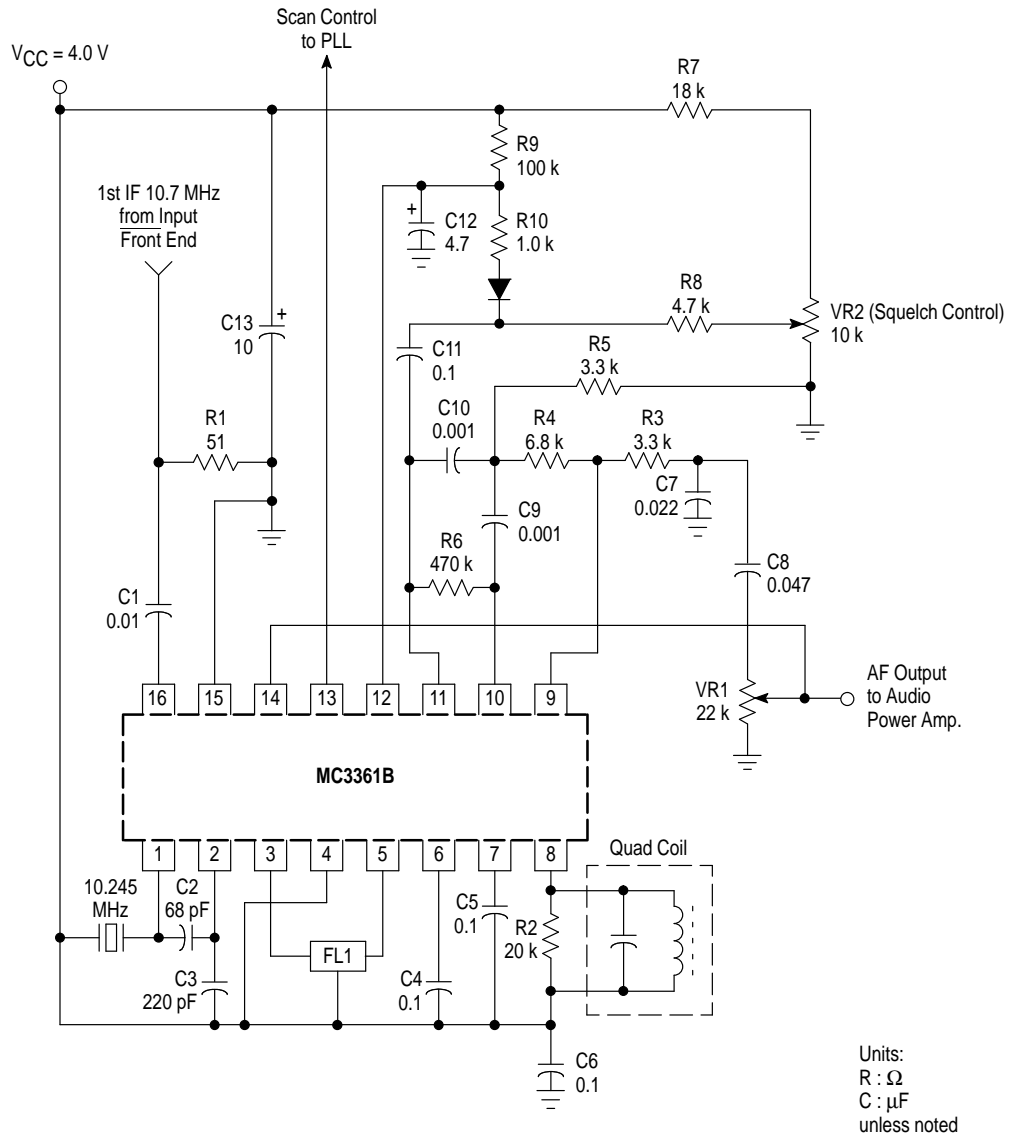 Scan Control
to PLL
VCC = 4.0 V
R7
18 k
R9
100 k
1st IF 10.7 MHz
from Input
Front End
+
C12
4.7
R10
1.0 k
R8
4.7 k
VR2 (Squelch Control)
10 k
C13
10
+
C11
0.1
R5
3.3 k
C10
0.001
R1
51
R4
6.8 k
R3
3.3 k
C7
0.022
C9
0.001
R6
470 k
C8
0.047
C1
0.01
AF Output
to Audio
Power Amp.
VR1
22 k
16
15
14
13
12
11
10
9
MC3361B
1
2
3
4
5
6
7
8
Quad Coil
10.245
MHz
C2
68 pF
C5
0.1
R2
20 k
FL1
C3
220 pF
C4
0.1
C6
0.1
Units:
R : Ω
C : μF
unless noted